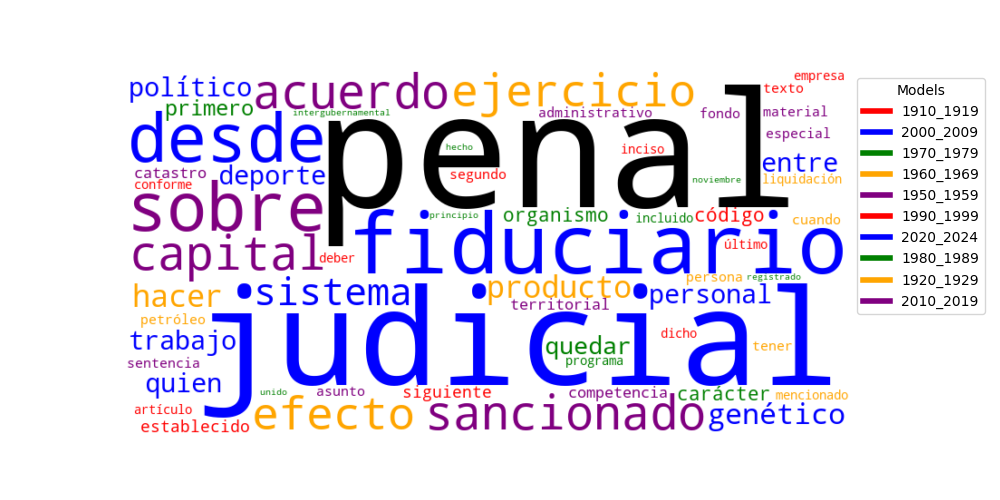 empresa
político acuerdo ejercicio texto
primero intergubernamental administrativo fondo material
desde penal especial
hecho inciso entre
catastro deporte segundo noviembre liquidación
conforme
sobre principio organismo incluido código cuando
capital deber fiduciario último
hacer sistema producto persona registrado
petróleo territorial personal
trabajo judicial quedar dicho tener
sentencia programa
quien unido asunto siguiente competencia carácter mencionado
artículo efecto sancionado genético
establecido
Models
1910_1919
2000_2009
1970_1979
1960_1969
1950_1959
1990_1999
2020_2024
1980_1989
1920_1929
2010_2019